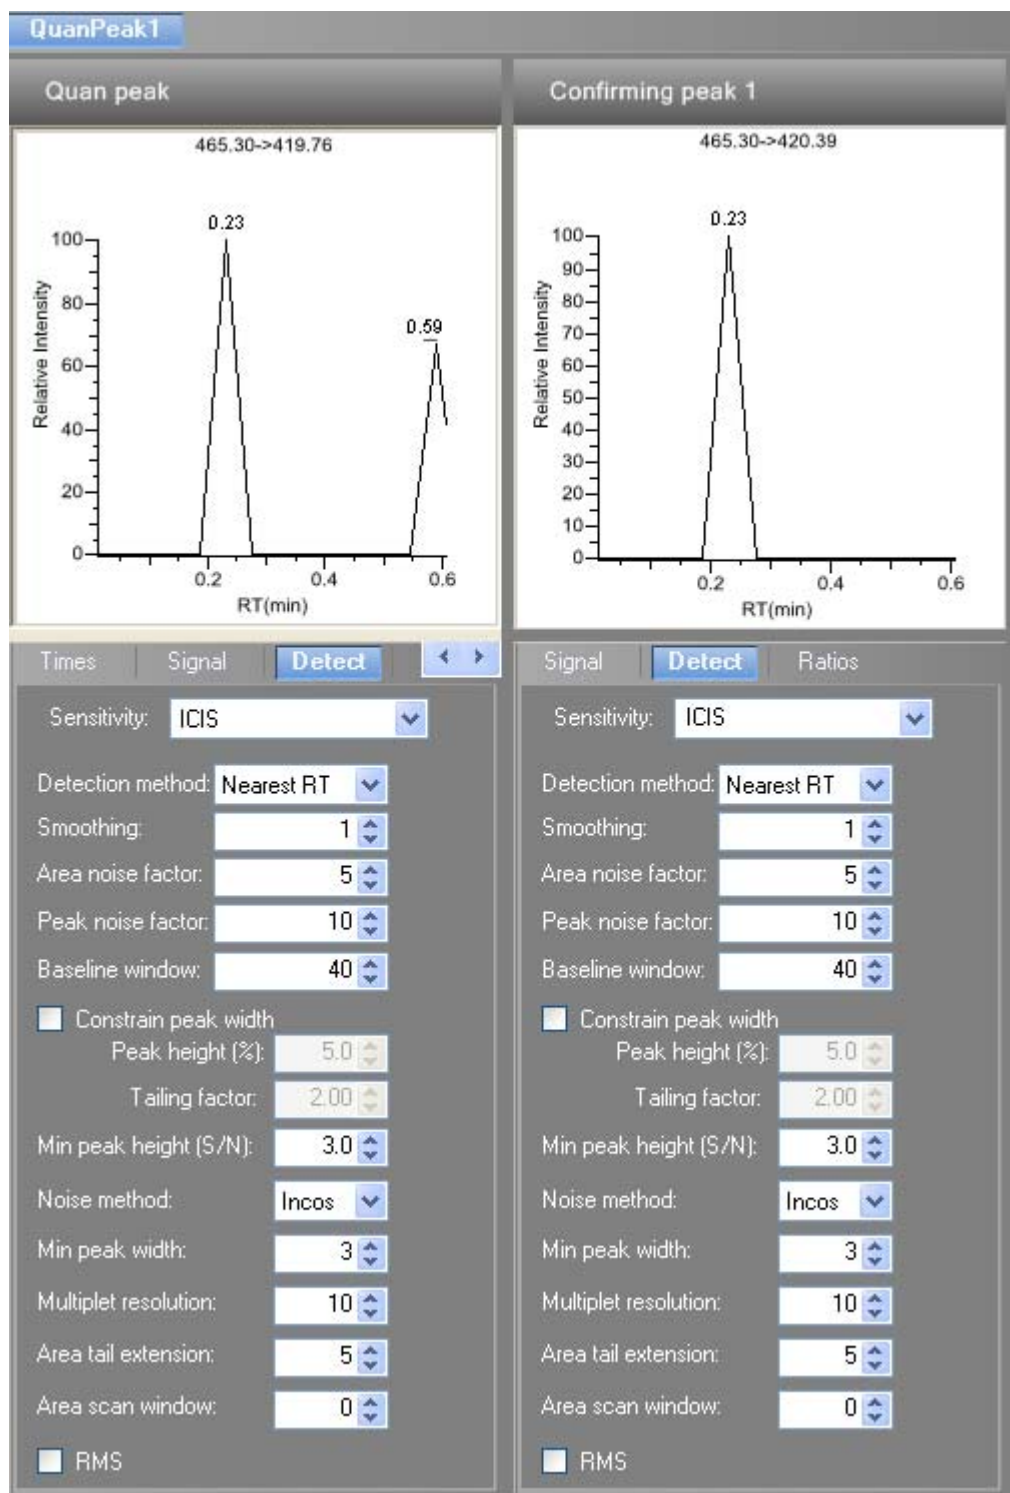 QuanPeak1
Quan peak
465.30->419.76
0.23
0.59
100
80
60
40
20
0
Relative Intensity
0.2 0.4 0.6
RT(min)
Confirming peak 1
465.30->420.39
0.23
100
90
80
70
60
50
40
30
20
10
0
Relative Intensity
0.2 0.4 0.6
RT(min)
Times Signal Detect
Sensitivity: ICIS
Detection method: Nearest RT
Smoothing: 1
Area noise factor: 5
Peak noise factor: 10
Baseline window: 40
Constrain peak width
Peak height (%): 5.0
Tailing factor: 2.00
Min peak height (S/N): 3.0
Noise method: Incos
Min peak width: 3
Multiplet resolution: 10
Area tail extension: 5
Area scan window: 0
RMS
Signal Detect Ratios
Sensitivity: ICIS
Detection method: Nearest RT
Smoothing: 1
Area noise factor: 5
Peak noise factor: 10
Baseline window: 40
Constrain peak width
Peak height (%): 5.0
Tailing factor: 2.00
Min peak height (S/N): 3.0
Noise method: Incos
Min peak width: 3
Multiplet resolution: 10
Area tail extension: 5
Area scan window: 0
RMS